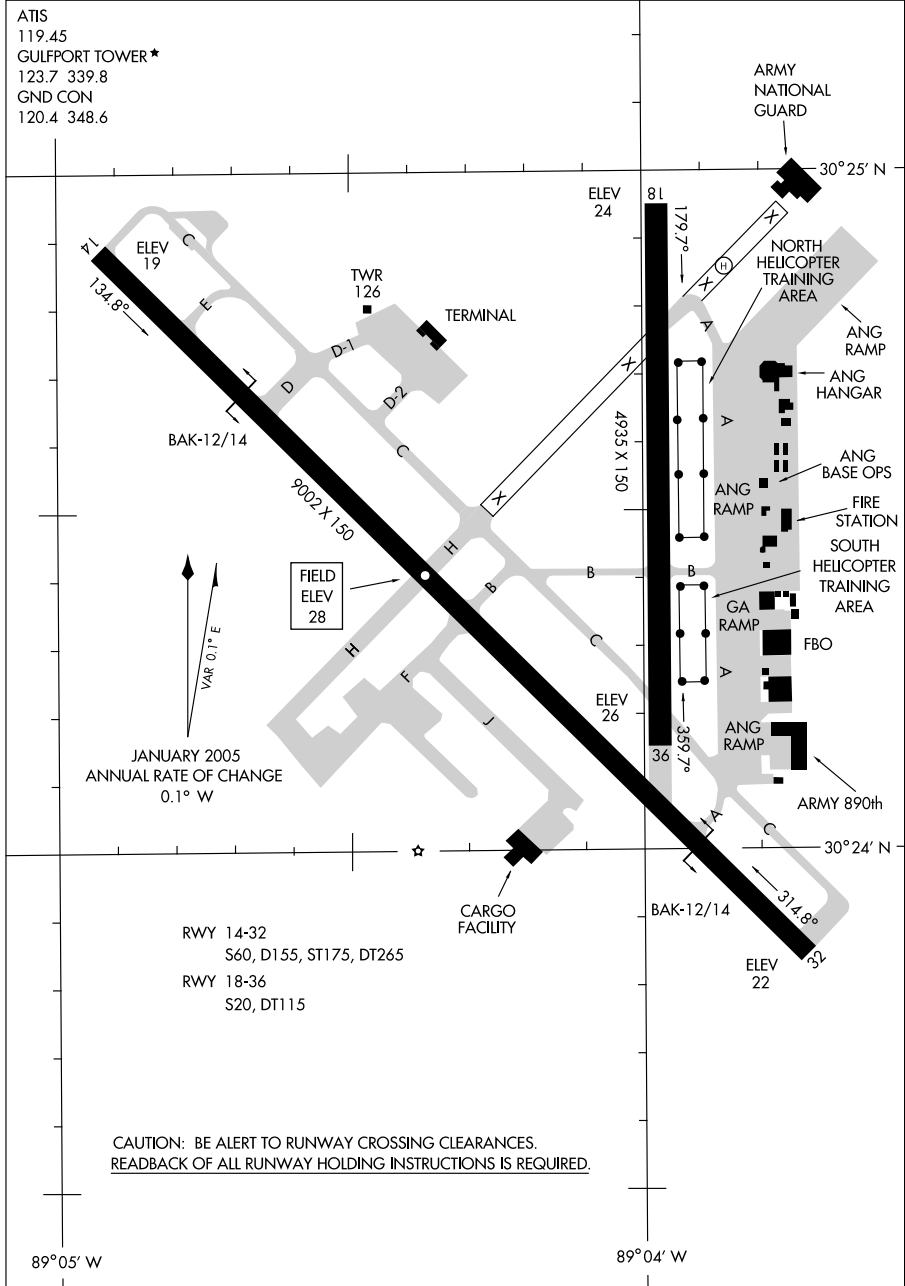 ATIS
119.45
GULFPORT TOWER★
123.7 339.8
GND CON
120.4 348.6
ARMY
NATIONAL
GUARD
30°25' N
ELEV
24
18
179.7°
H
X
X
X
X
NORTH
HELICOPTER
TRAINING
AREA
14
ELEV
19
134.8°
C
E
TWR
126
TERMINAL
D-1
D
D-2
C
A
A
ANG
RAMP
ANG
HANGAR
BAK-12/14
9002 X 150
4935 X 150
ANG
RAMP
ANG
BASE OPS
FIRE
STATION
SOUTH
HELICOPTER
TRAINING
AREA
H
B
B
B
FIELD
ELEV
28
VAR 0.1° E
H
F
J
C
GA
RAMP
FBO
A
ELEV
26
36
359.7°
ANG
RAMP
JANUARY 2005
ANNUAL RATE OF CHANGE
0.1° W
ARMY 890th
A
C
30°24' N
CARGO
FACILITY
BAK-12/14
314.8°
32
ELEV
22
RWY 14-32
S60, D155, ST175, DT265
RWY 18-36
S20, DT115
CAUTION: BE ALERT TO RUNWAY CROSSING CLEARANCES.
READBACK OF ALL RUNWAY HOLDING INSTRUCTIONS IS REQUIRED.
89°05' W
89°04' W